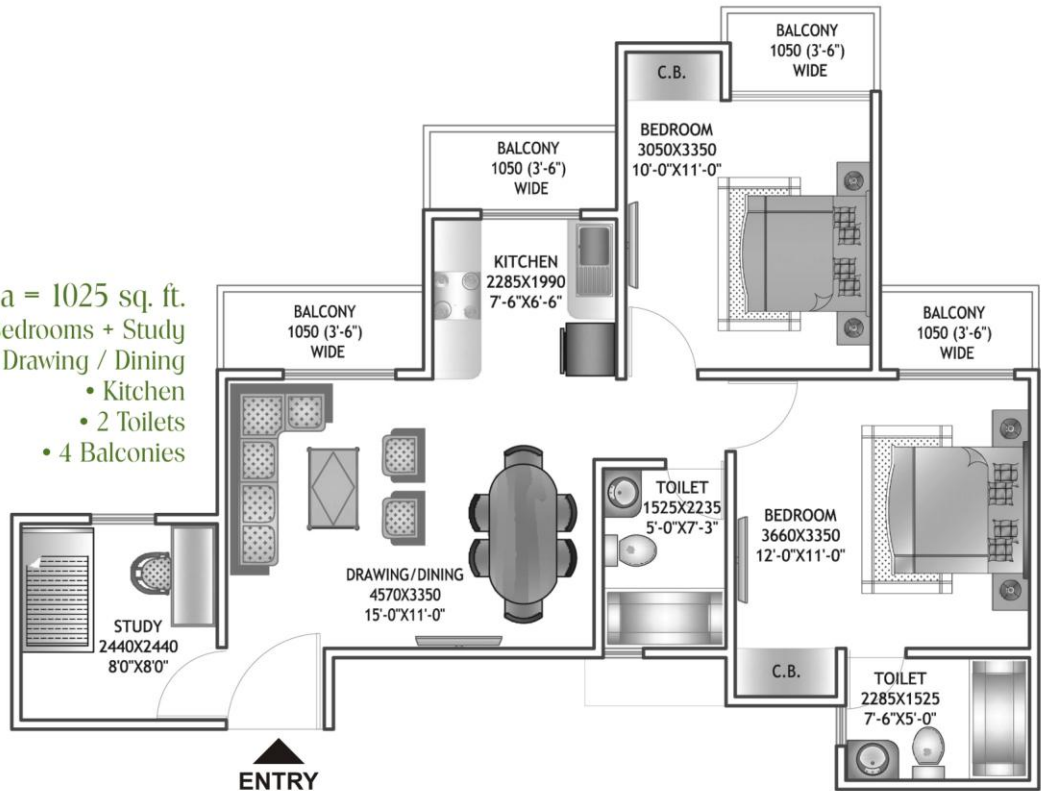 BALCONY
1050 (3'-6")
WIDE
C.B.
BEDROOM
3050X3350
10'-0"X11'-0"
BALCONY
1050 (3'-6")
WIDE
KITCHEN
2285X1990
7'-6"X6'-6"
a = 1025 sq. ft.
edrooms + Study
Drawing / Dining
• Kitchen
• 2 Toilets
• 4 Balconies
BALCONY
1050 (3'-6")
WIDE
BALCONY
1050 (3'-6")
WIDE
TOILET
1525X2235
5'-0"X7'-3"
BEDROOM
3660X3350
12'-0"X11'-0"
DRAWING/DINING
4570X3350
15'-0"X11'-0"
STUDY
2440X2440
8'0"X8'0"
C.B.
TOILET
2285X1525
7'-6"X5'-0"
ENTRY